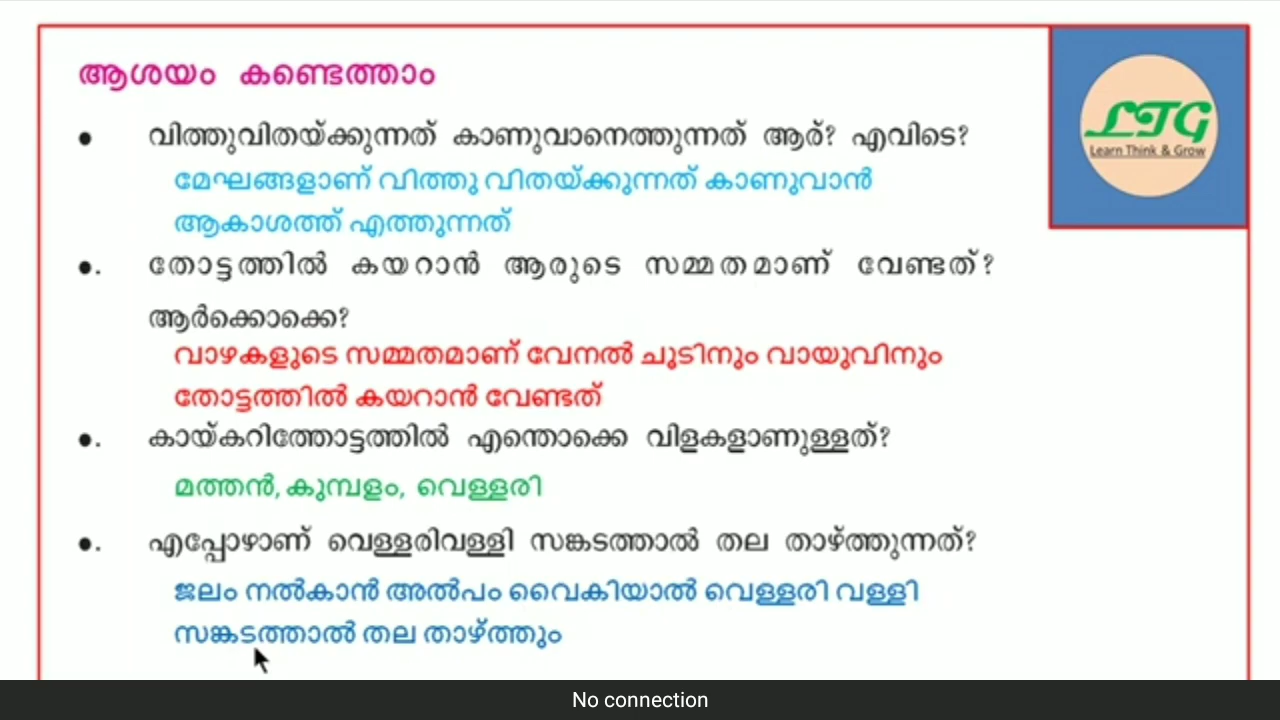 ആശയം കണ്ടെത്താം
LTG
Learn Think & Grow
● വിത്തുവിതയ്ക്കുന്നത് കാണുവാനെത്തുന്നത് ആര്? എവിടെ?
മേഘങ്ങളാണ് വിത്തു വിതയ്ക്കുന്നത് കാണുവാൻ
ആകാശത്ത് എത്തുന്നത്
●. തോട്ടത്തിൽ കയറാൻ ആരുടെ സമ്മതമാണ് വേണ്ടത്?
ആർക്കൊക്കെ?
വാഴകളുടെ സമ്മതമാണ് വേനൽ ചൂടിനും വായുവിനും
തോട്ടത്തിൽ കയറാൻ വേണ്ടത്
●. കായ്കറിത്തോട്ടത്തിൽ എന്തൊക്കെ വിളകളാണുള്ളത്?
മത്തൻ, കുമ്പളം, വെള്ളരി
●. എപ്പോഴാണ് വെള്ളരിവള്ളി സങ്കടത്താൽ തല താഴ്ത്തുന്നത്?
ജലം നൽകാൻ അൽപം വൈകിയാൽ വെള്ളരി വള്ളി
സങ്കടത്താൽ തല താഴ്ത്തും
No connection